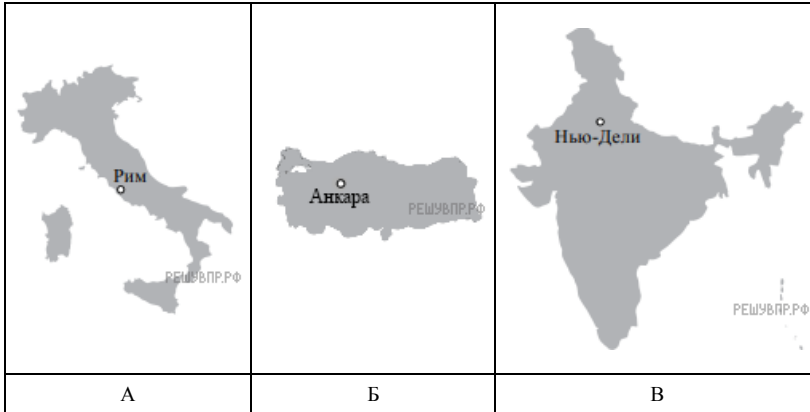 Рим
РЕШУВПР.РФ
Анкара
РЕШУВПР.РФ
Нью-Дели
РЕШУВПР.РФ
А
Б
В